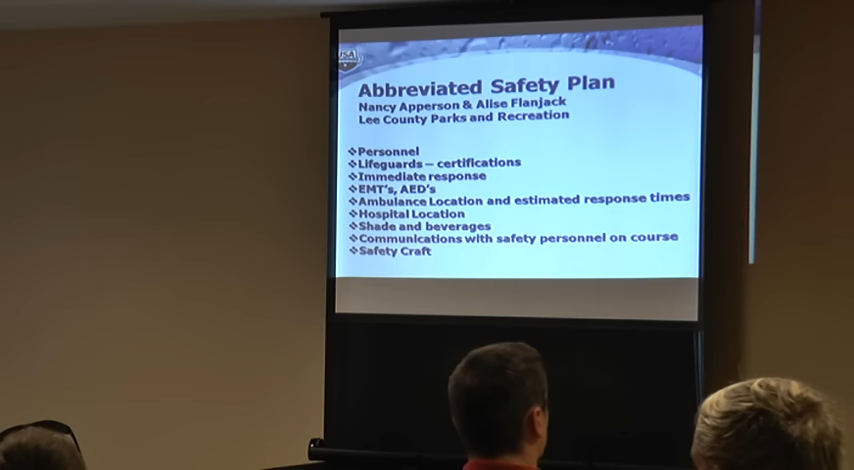 USA
Abbreviated Safety Plan
Nancy Apperson & Alise Flanjack
Lee County Parks and Recreation
❖Personnel
❖Lifeguards – certifications
❖Immediate response
❖EMT's, AED's
❖Ambulance Location and estimated response times
❖Hospital Location
❖Shade and beverages
❖Communications with safety personnel on course
❖Safety Craft